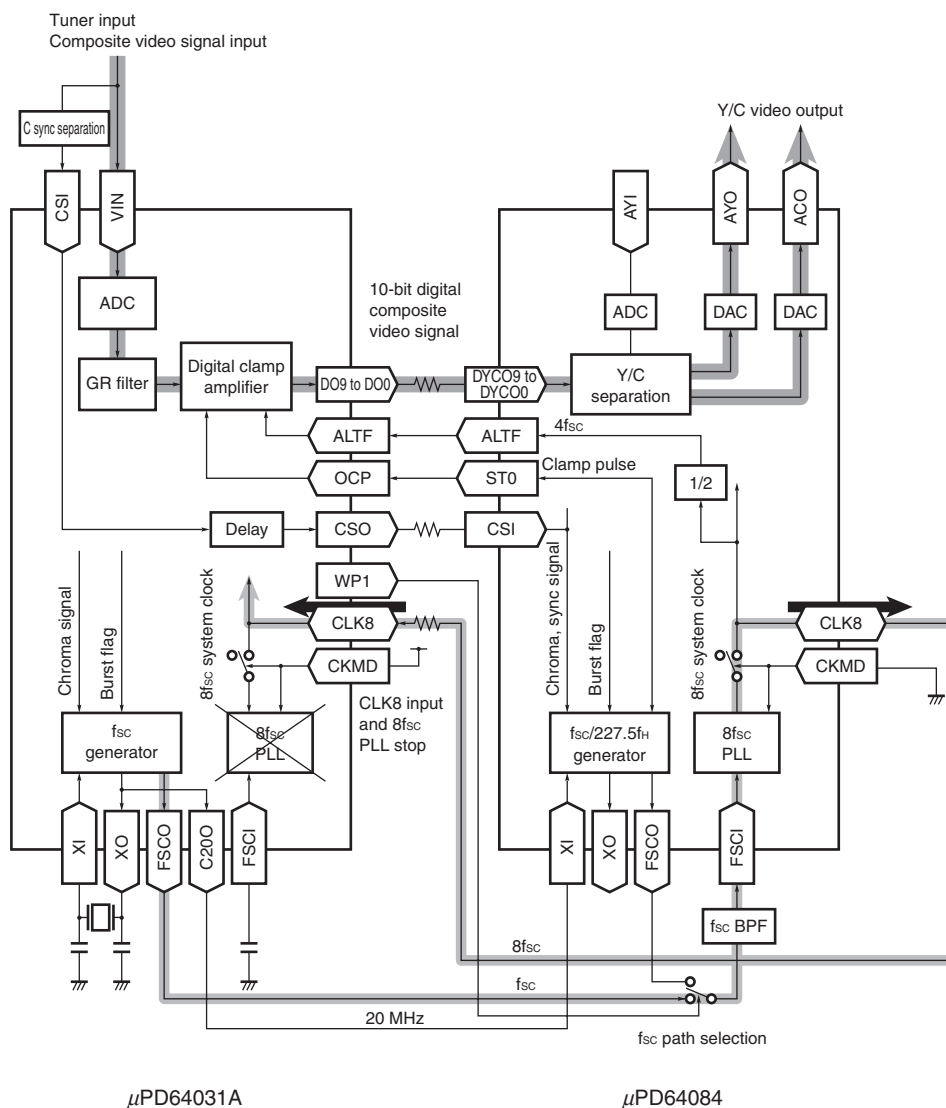 Tuner input
Composite video signal input
C sync separation
Y/C video output
CSI
VIN
AYI
AYO
ACO
ADC
10-bit digital
composite
video signal
ADC
DAC
DAC
GR filter
Digital clamp
amplifier
DO9 to DO0
DYCO9 to
DYCO0
Y/C
separation
ALTF
ALTF
4fSC
OCP
ST0
Clamp pulse
1/2
Delay
CSO
CSI
WP1
Chroma signal
Burst flag
8fSC system clock
CLK8
CKMD
CLK8 input
and 8fSC
PLL stop
Chroma, sync signal
Burst flag
8fSC system clock
CLK8
CKMD
fSC
generator
8fSC
PLL
fSC/227.5fH
generator
8fSC
PLL
XI
XO
FSCO
C20O
FSCI
XI
XO
FSCO
FSCI
fSC BPF
8fSC
fSC
20 MHz
fSC path selection
μPD64031A
μPD64084